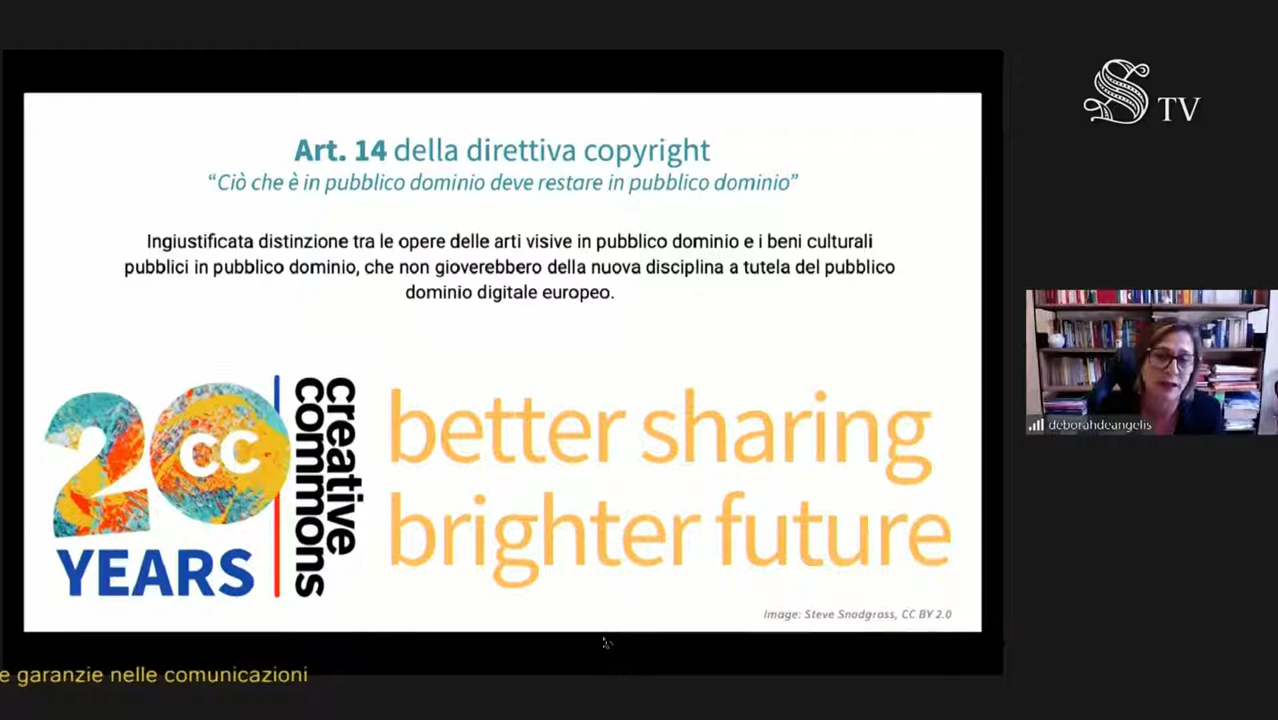 Art. 14 della direttiva copyright
“Ciò che è in pubblico dominio deve restare in pubblico dominio”
Ingiustificata distinzione tra le opere delle arti visive in pubblico dominio e i beni culturali
pubblici in pubblico dominio, che non gioverebbero della nuova disciplina a tutela del pubblico
dominio digitale europeo.
20
CC
YEARS
creative
commons
better sharing
brighter future
Image: Steve Snodgrass, CC BY 2.0
S TV
deborahdeangelis
e garanzie nelle comunicazioni